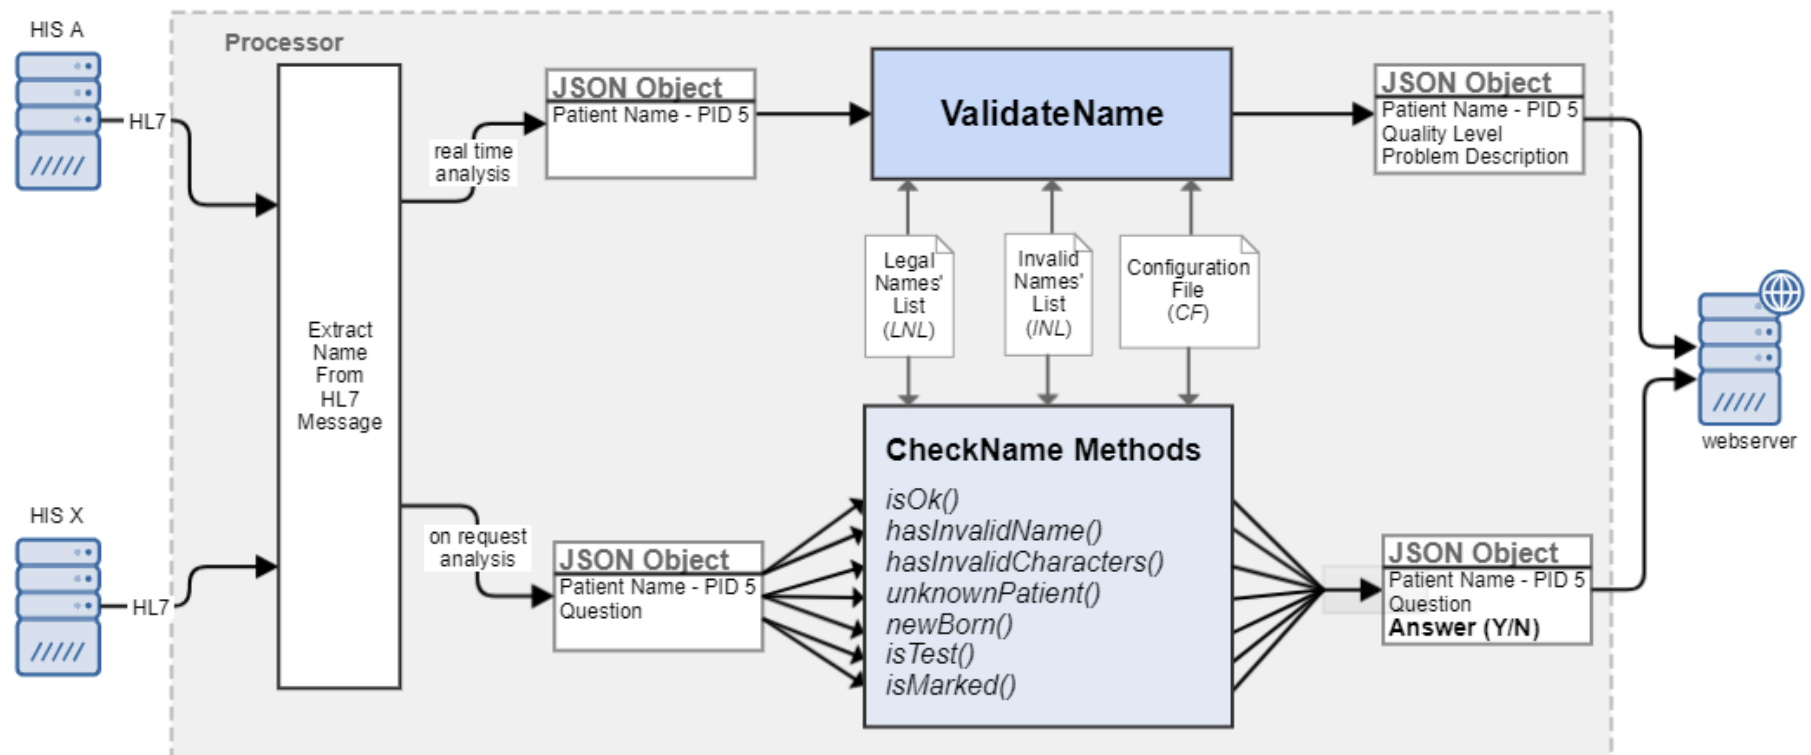 HIS A
HL7
Processor
Extract
Name
From
HL7
Message
real time
analysis
JSON Object
Patient Name - PID 5
ValidateName
JSON Object
Patient Name - PID 5
Quality Level
Problem Description
Legal
Names'
List
(LNL)
Invalid
Names'
List
(INL)
Configuration
File
(CF)
webserver
HIS X
HL7
on request
analysis
JSON Object
Patient Name - PID 5
Question
CheckName Methods
isOk()
hasInvalidName()
hasInvalidCharacters()
unknownPatient()
newBorn()
isTest()
isMarked()
JSON Object
Patient Name - PID 5
Question
Answer (Y/N)